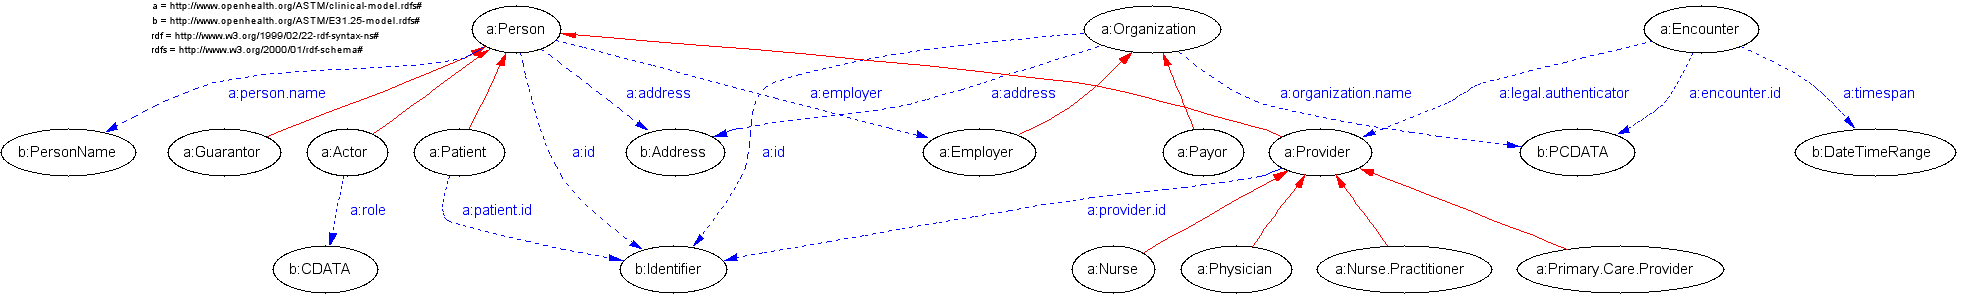 a = http://www.openhealth.org/ASTM/clinical-model.rdfs#
b = http://www.openhealth.org/ASTM/E31.25-model.rdfs#
rdf = http://www.w3.org/1999/02/22-rdf-syntax-ns#
rdfs = http://www.w3.org/2000/01/rdf-schema#
a:Person
a:Organization
a:Encounter
a:person.name
a:address
a:employer
a:address
a:organization.name
a:legal.authenticator
a:encounter.id
a:timespan
b:PersonName
a:Guarantor
a:Actor
a:Patient
a:id
b:Address
a:id
a:Employer
a:Payor
a:Provider
b:PCDATA
b:DateTimeRange
a:role
a:patient.id
a:provider.id
b:CDATA
b:Identifier
a:Nurse
a:Physician
a:Nurse.Practitioner
a:Primary.Care.Provider